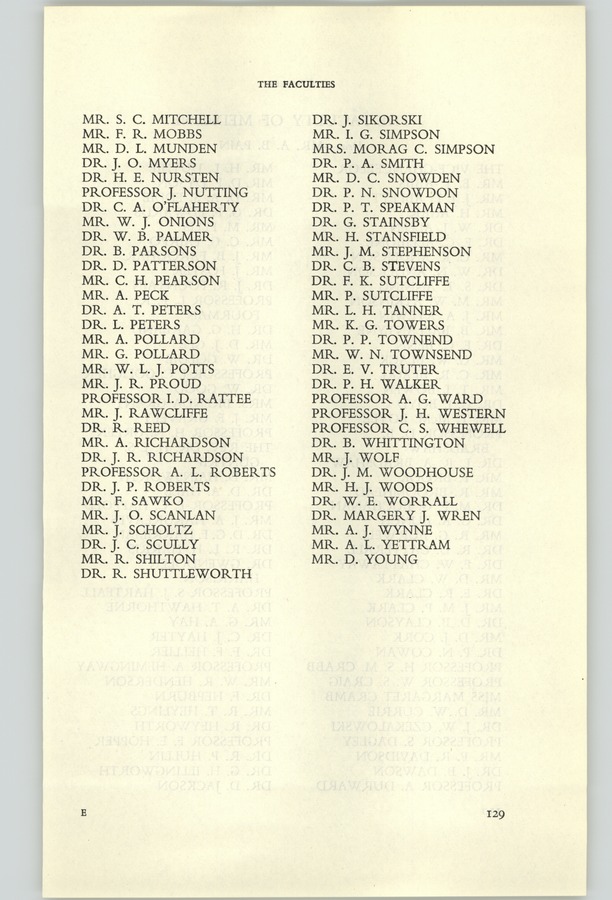 THE FACULTIES
MR. S. C. MITCHELL
MR. F. R. MOBBS
MR. D. L. MUNDEN
DR. J. O. MYERS
DR. H. E. NURSTEN
PROFESSOR J. NUTTING
DR. C. A. O'FLAHERTY
MR. W. J. ONIONS
DR. W. B. PALMER
DR. B. PARSONS
DR. D. PATTERSON
MR. C. H. PEARSON
MR. A. PECK
DR. A. T. PETERS
DR. L. PETERS
MR. A. POLLARD
MR. G. POLLARD
MR. W. L. J. POTTS
MR. J. R. PROUD
PROFESSOR I. D. RATTEE
MR. J. RAWCLIFFE
DR. R. REED
MR. A. RICHARDSON
DR. J. R. RICHARDSON
PROFESSOR A. L. ROBERTS
DR. J. P. ROBERTS
MR. F. SAWKO
MR. J. O. SCANLAN
MR. J. SCHOLTZ
DR. J. C. SCULLY
MR. R. SHILTON
DR. R. SHUTTLEWORTH
DR. J. SIKORSKI
MR. I. G. SIMPSON
MRS. MORAG C. SIMPSON
DR. P. A. SMITH
MR. D. C. SNOWDEN
DR. P. N. SNOWDON
DR. P. T. SPEAKMAN
DR. G. STAINSBY
MR. H. STANSFIELD
MR. J. M. STEPHENSON
DR. C. B. STEVENS
DR. F. K. SUTCLIFFE
MR. P. SUTCLIFFE
MR. L. H. TANNER
MR. K. G. TOWERS
DR. P. P. TOWNEND
MR. W. N. TOWNSEND
DR. E. V. TRUTER
DR. P. H. WALKER
PROFESSOR A. G. WARD
PROFESSOR J. H. WESTERN
PROFESSOR C. S. WHEWELL
DR. B. WHITTINGTON
MR. J. WOLF
DR. J. M. WOODHOUSE
MR. H. J. WOODS
DR. W. E. WORRALL
DR. MARGERY J. WREN
MR. A. J. WYNNE
MR. A. L. YETTRAM
MR. D. YOUNG
E
129